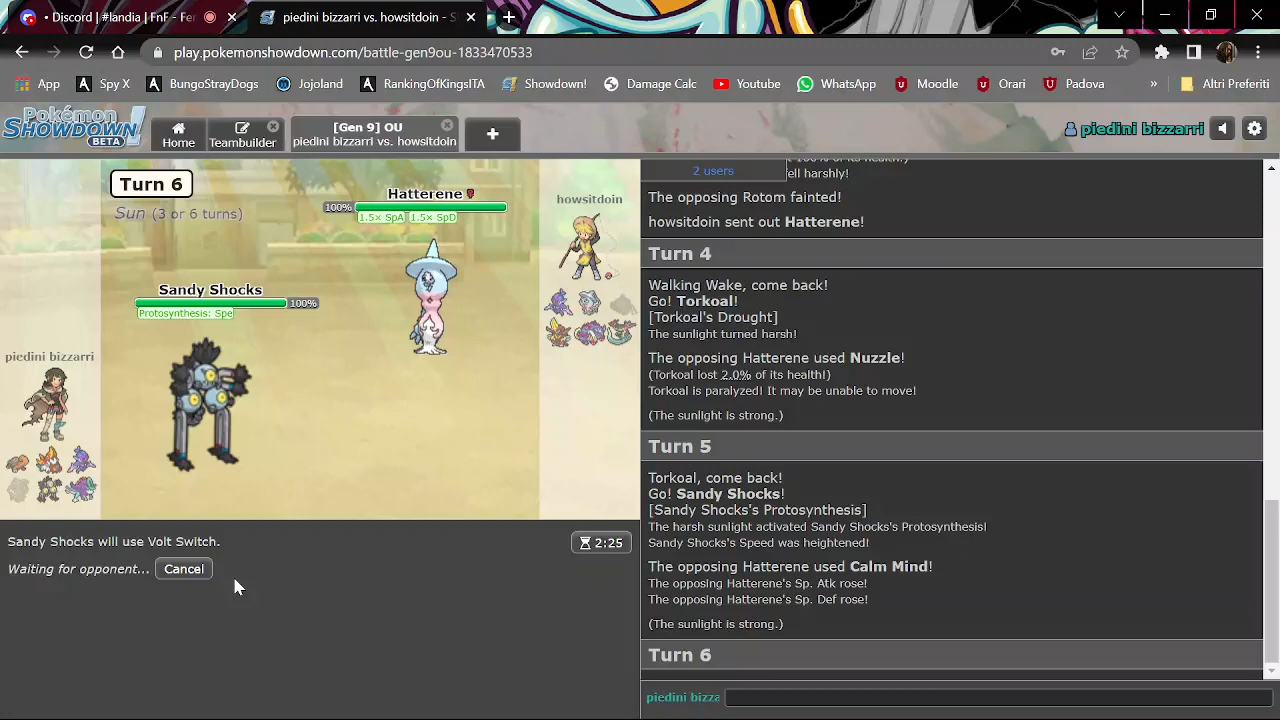 • Discord | #landia | FnF - Fer
piedini bizzarri vs. howsitdoin - S
play.pokemonshowdown.com/battle-gen9ou-1833470533
App
Spy X
BungoStrayDogs
Jojoland
RankingOfKingsITA
Showdown!
Damage Calc
Youtube
WhatsApp
Moodle
Orari
Padova
»
Altri Preferiti
Pokémon
SHOWDOWN!
BETA
Home
Teambuilder
[Gen 9] OU
piedini bizzarri vs. howsitdoin
piedini bizzarri
Turn 6
Sun (3 or 6 turns)
Hatterene
100%
1.5× SpA 1.5× SpD
howsitdoin
Sandy Shocks
100%
Protosynthesis: Spe
piedini bizzarri
Sandy Shocks will use Volt Switch.
2:25
Waiting for opponent... Cancel
2 users
ell harshly!
The opposing Rotom fainted!
howsitdoin sent out Hatterene!
Turn 4
Walking Wake, come back!
Go! Torkoal!
[Torkoal's Drought]
The sunlight turned harsh!
The opposing Hatterene used Nuzzle!
(Torkoal lost 2.0% of its health!)
Torkoal is paralyzed! It may be unable to move!
(The sunlight is strong.)
Turn 5
Torkoal, come back!
Go! Sandy Shocks!
[Sandy Shocks's Protosynthesis]
The harsh sunlight activated Sandy Shocks's Protosynthesis!
Sandy Shocks's Speed was heightened!
The opposing Hatterene used Calm Mind!
The opposing Hatterene's Sp. Atk rose!
The opposing Hatterene's Sp. Def rose!
(The sunlight is strong.)
Turn 6
piedini bizza